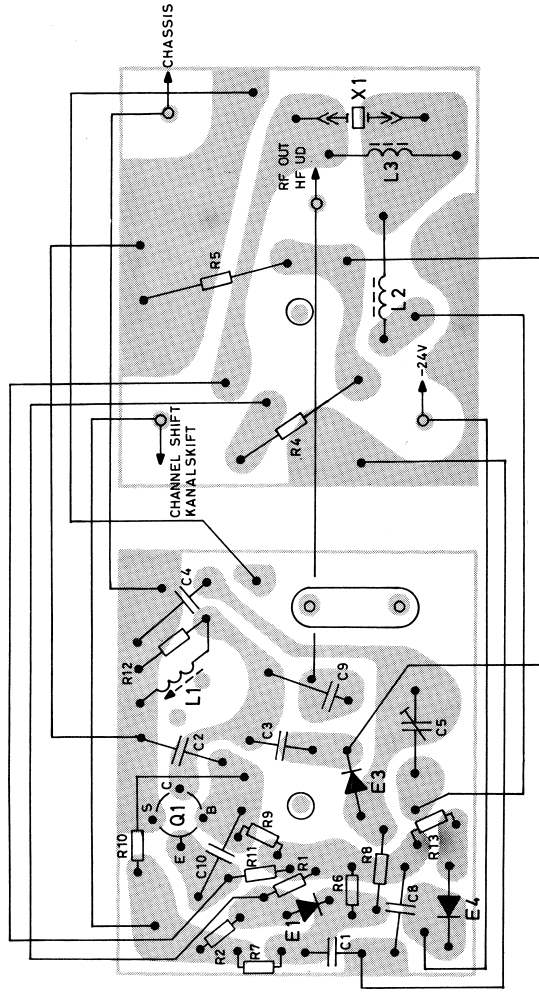 CHASSIS
X1
RF OUT
HF UD
L3
R5
L2
-24V
R4
CHANNEL SHIFT
KANALSKIFT
C4
R12
L1
C9
C2
C3
C5
S
C
Q1
E
B
R10
E3
C10
R9
R11
R1
R8
R13
R6
C8
E1
R2
R7
C1
E4